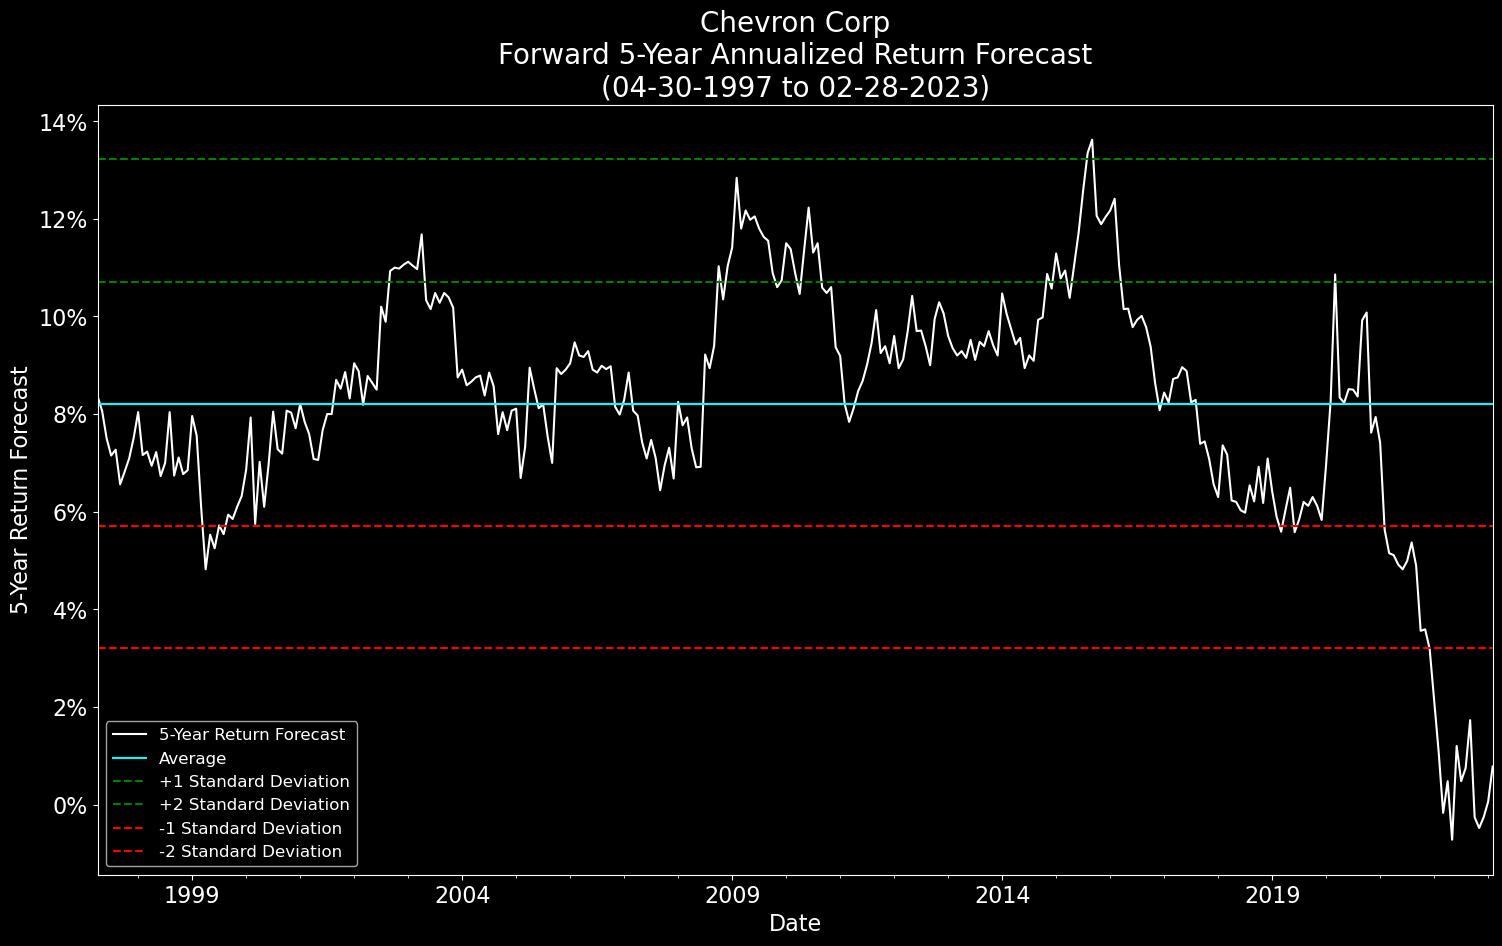 Chevron Corp
Forward 5-Year Annualized Return Forecast
(04-30-1997 to 02-28-2023)
14%
12%
10%
8%
6%
4%
2%
0%
5-Year Return Forecast
5-Year Return Forecast
Average
+1 Standard Deviation
+2 Standard Deviation
-1 Standard Deviation
-2 Standard Deviation
1999 2004 2009 2014 2019
Date